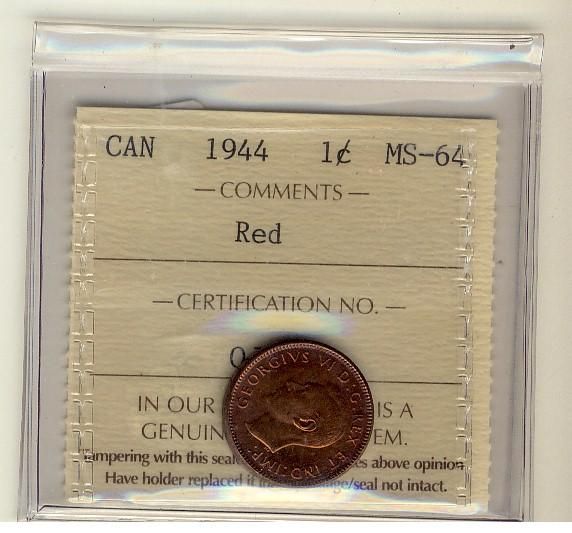 CAN 1944 1¢ MS-64
— COMMENTS —
Red
— CERTIFICATION NO. —
GEORGIVS VI D:G:REX ET IND:IMP:
IN OUR IS A
GENUIN EM.
Tampering with this seal es above opinion
Have holder replaced if ge/seal not intact.